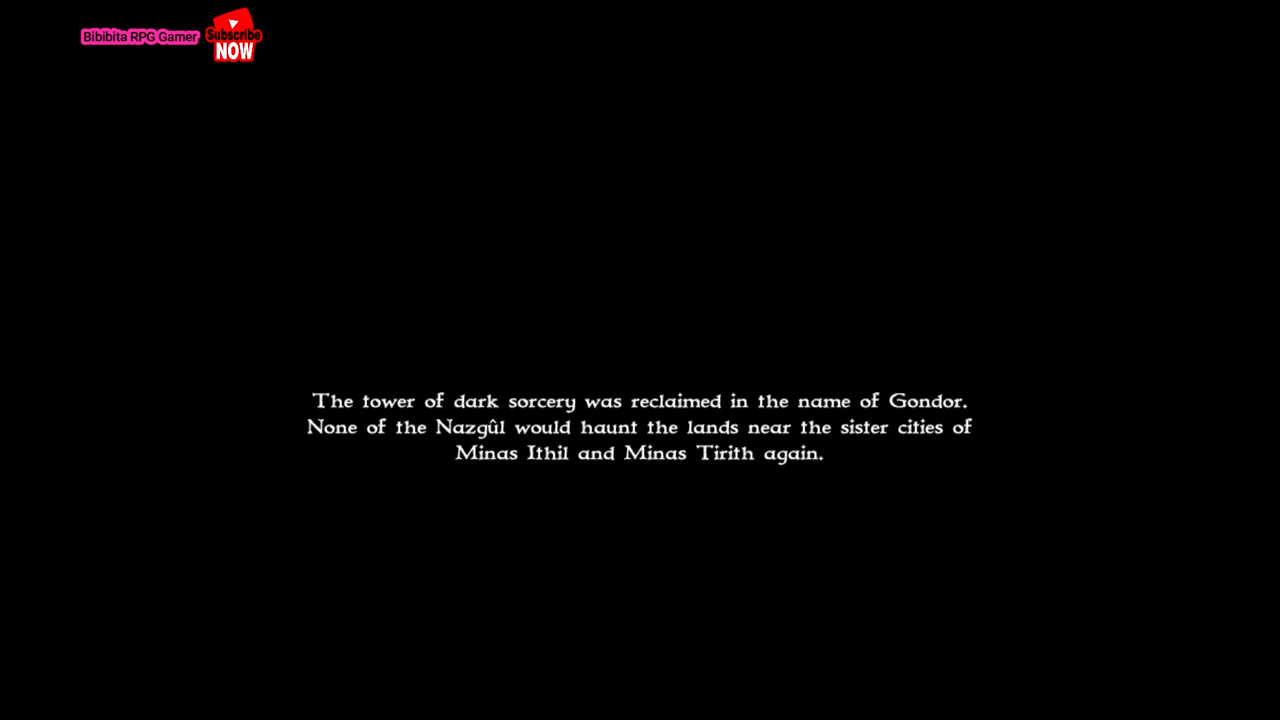 Bibibita RPG Gamer
Subscribe
NOW
The tower of dark sorcery was reclaimed in the name of Gondor.
None of the Nazgûl would haunt the lands near the sister cities of
Minas Ithil and Minas Tirith again.